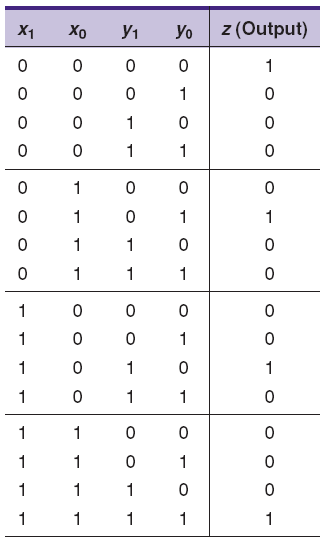 x₁ x₀ y₁ y₀ z (Output)
0 0 0 0 1
0 0 0 1 0
0 0 1 0 0
0 0 1 1 0
0 1 0 0 0
0 1 0 1 1
0 1 1 0 0
0 1 1 1 0
1 0 0 0 0
1 0 0 1 0
1 0 1 0 1
1 0 1 1 0
1 1 0 0 0
1 1 0 1 0
1 1 1 0 0
1 1 1 1 1